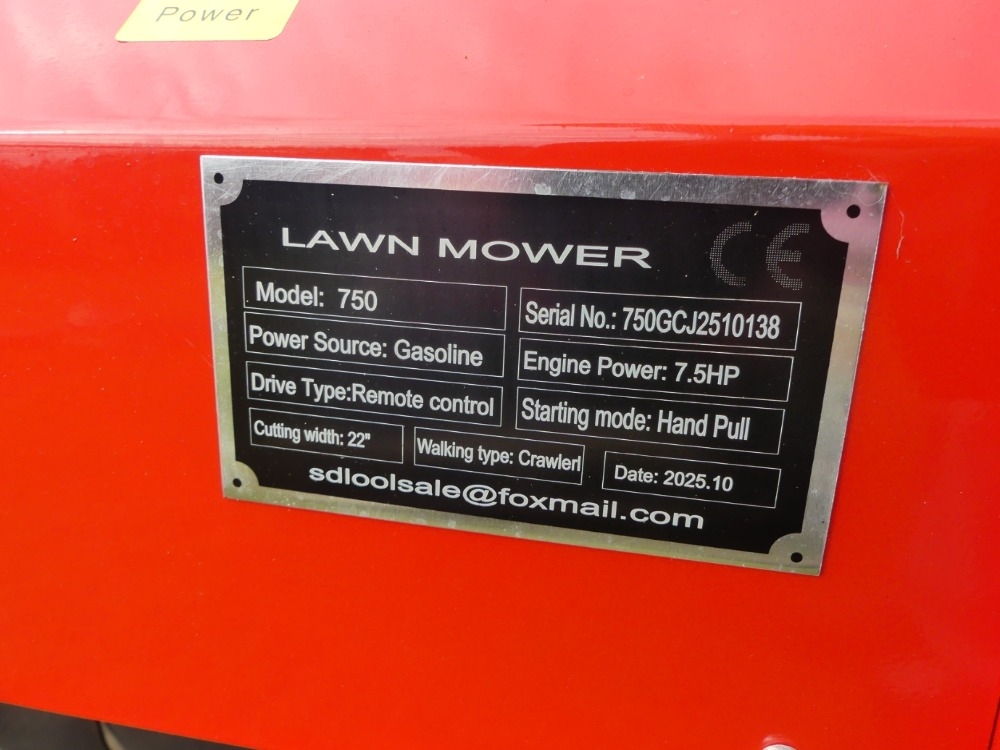 Power
LAWN MOWER CE
Model: 750
Serial No.: 750GCJ2510138
Power Source: Gasoline
Engine Power: 7.5HP
Drive Type:Remote control
Starting mode: Hand Pull
Cutting width: 22"
Walking type: Crawlerl
Date: 2025.10
sdloolsale@foxmail.com